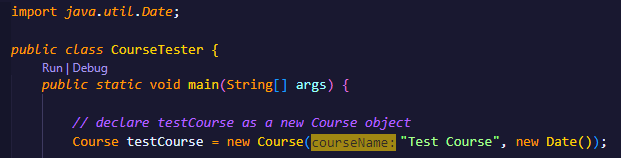 import java.util.Date;
public class CourseTester {
Run | Debug
public static void main(String[] args) {
// declare testCourse as a new Course object
Course testCourse = new Course(courseName:"Test Course", new Date());